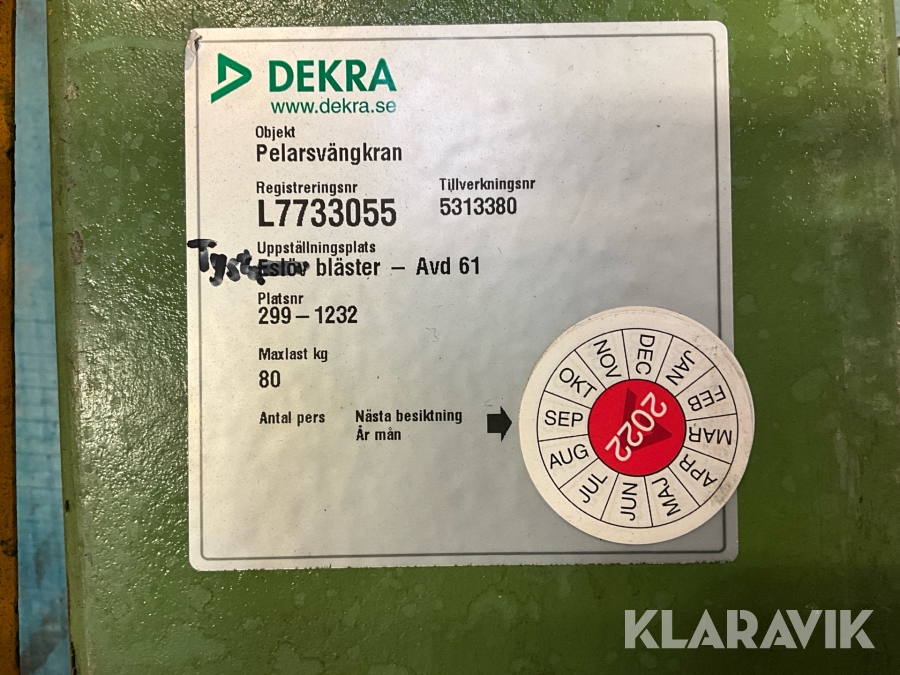 DEKRA
www.dekra.se
Objekt
Pelarsvängkran
Registreringsnr
L7733055
Tillverkningsnr
5313380
Uppställningsplats
Eslöv bläster – Avd 61
Platsnr
299 – 1232
Maxlast kg
80
Antal pers
Nästa besiktning
År mån
JAN
FEB
MAR
APR
MAJ
JUN
JUL
AUG
SEP
OKT
NOV
DEC
2022
KLARAVIK